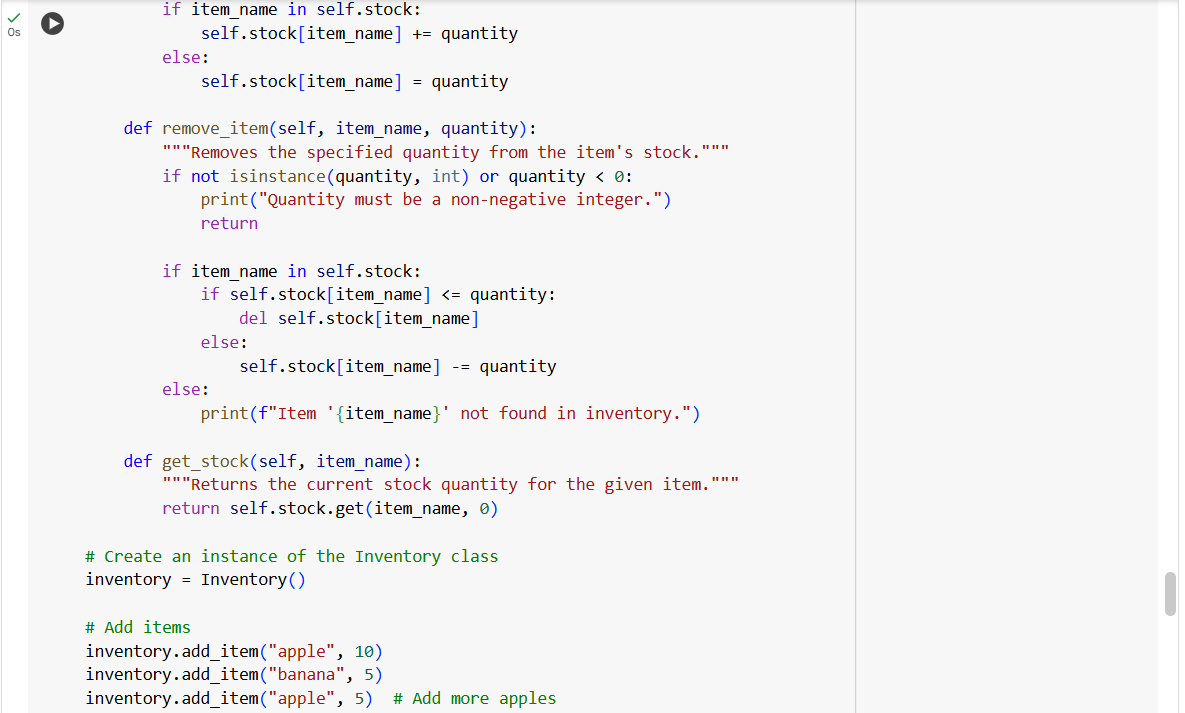 if item_name in self.stock:
0s
self.stock[item_name] += quantity
else:
self.stock[item_name] = quantity
def remove_item(self, item_name, quantity):
"""Removes the specified quantity from the item's stock."""
if not isinstance(quantity, int) or quantity < 0:
print("Quantity must be a non-negative integer.")
return
if item_name in self.stock:
if self.stock[item_name] <= quantity:
del self.stock[item_name]
else:
self.stock[item_name] -= quantity
else:
print(f"Item '{item_name}' not found in inventory.")
def get_stock(self, item_name):
"""Returns the current stock quantity for the given item."""
return self.stock.get(item_name, 0)
# Create an instance of the Inventory class
inventory = Inventory()
# Add items
inventory.add_item("apple", 10)
inventory.add_item("banana", 5)
inventory.add_item("apple", 5)  # Add more apples